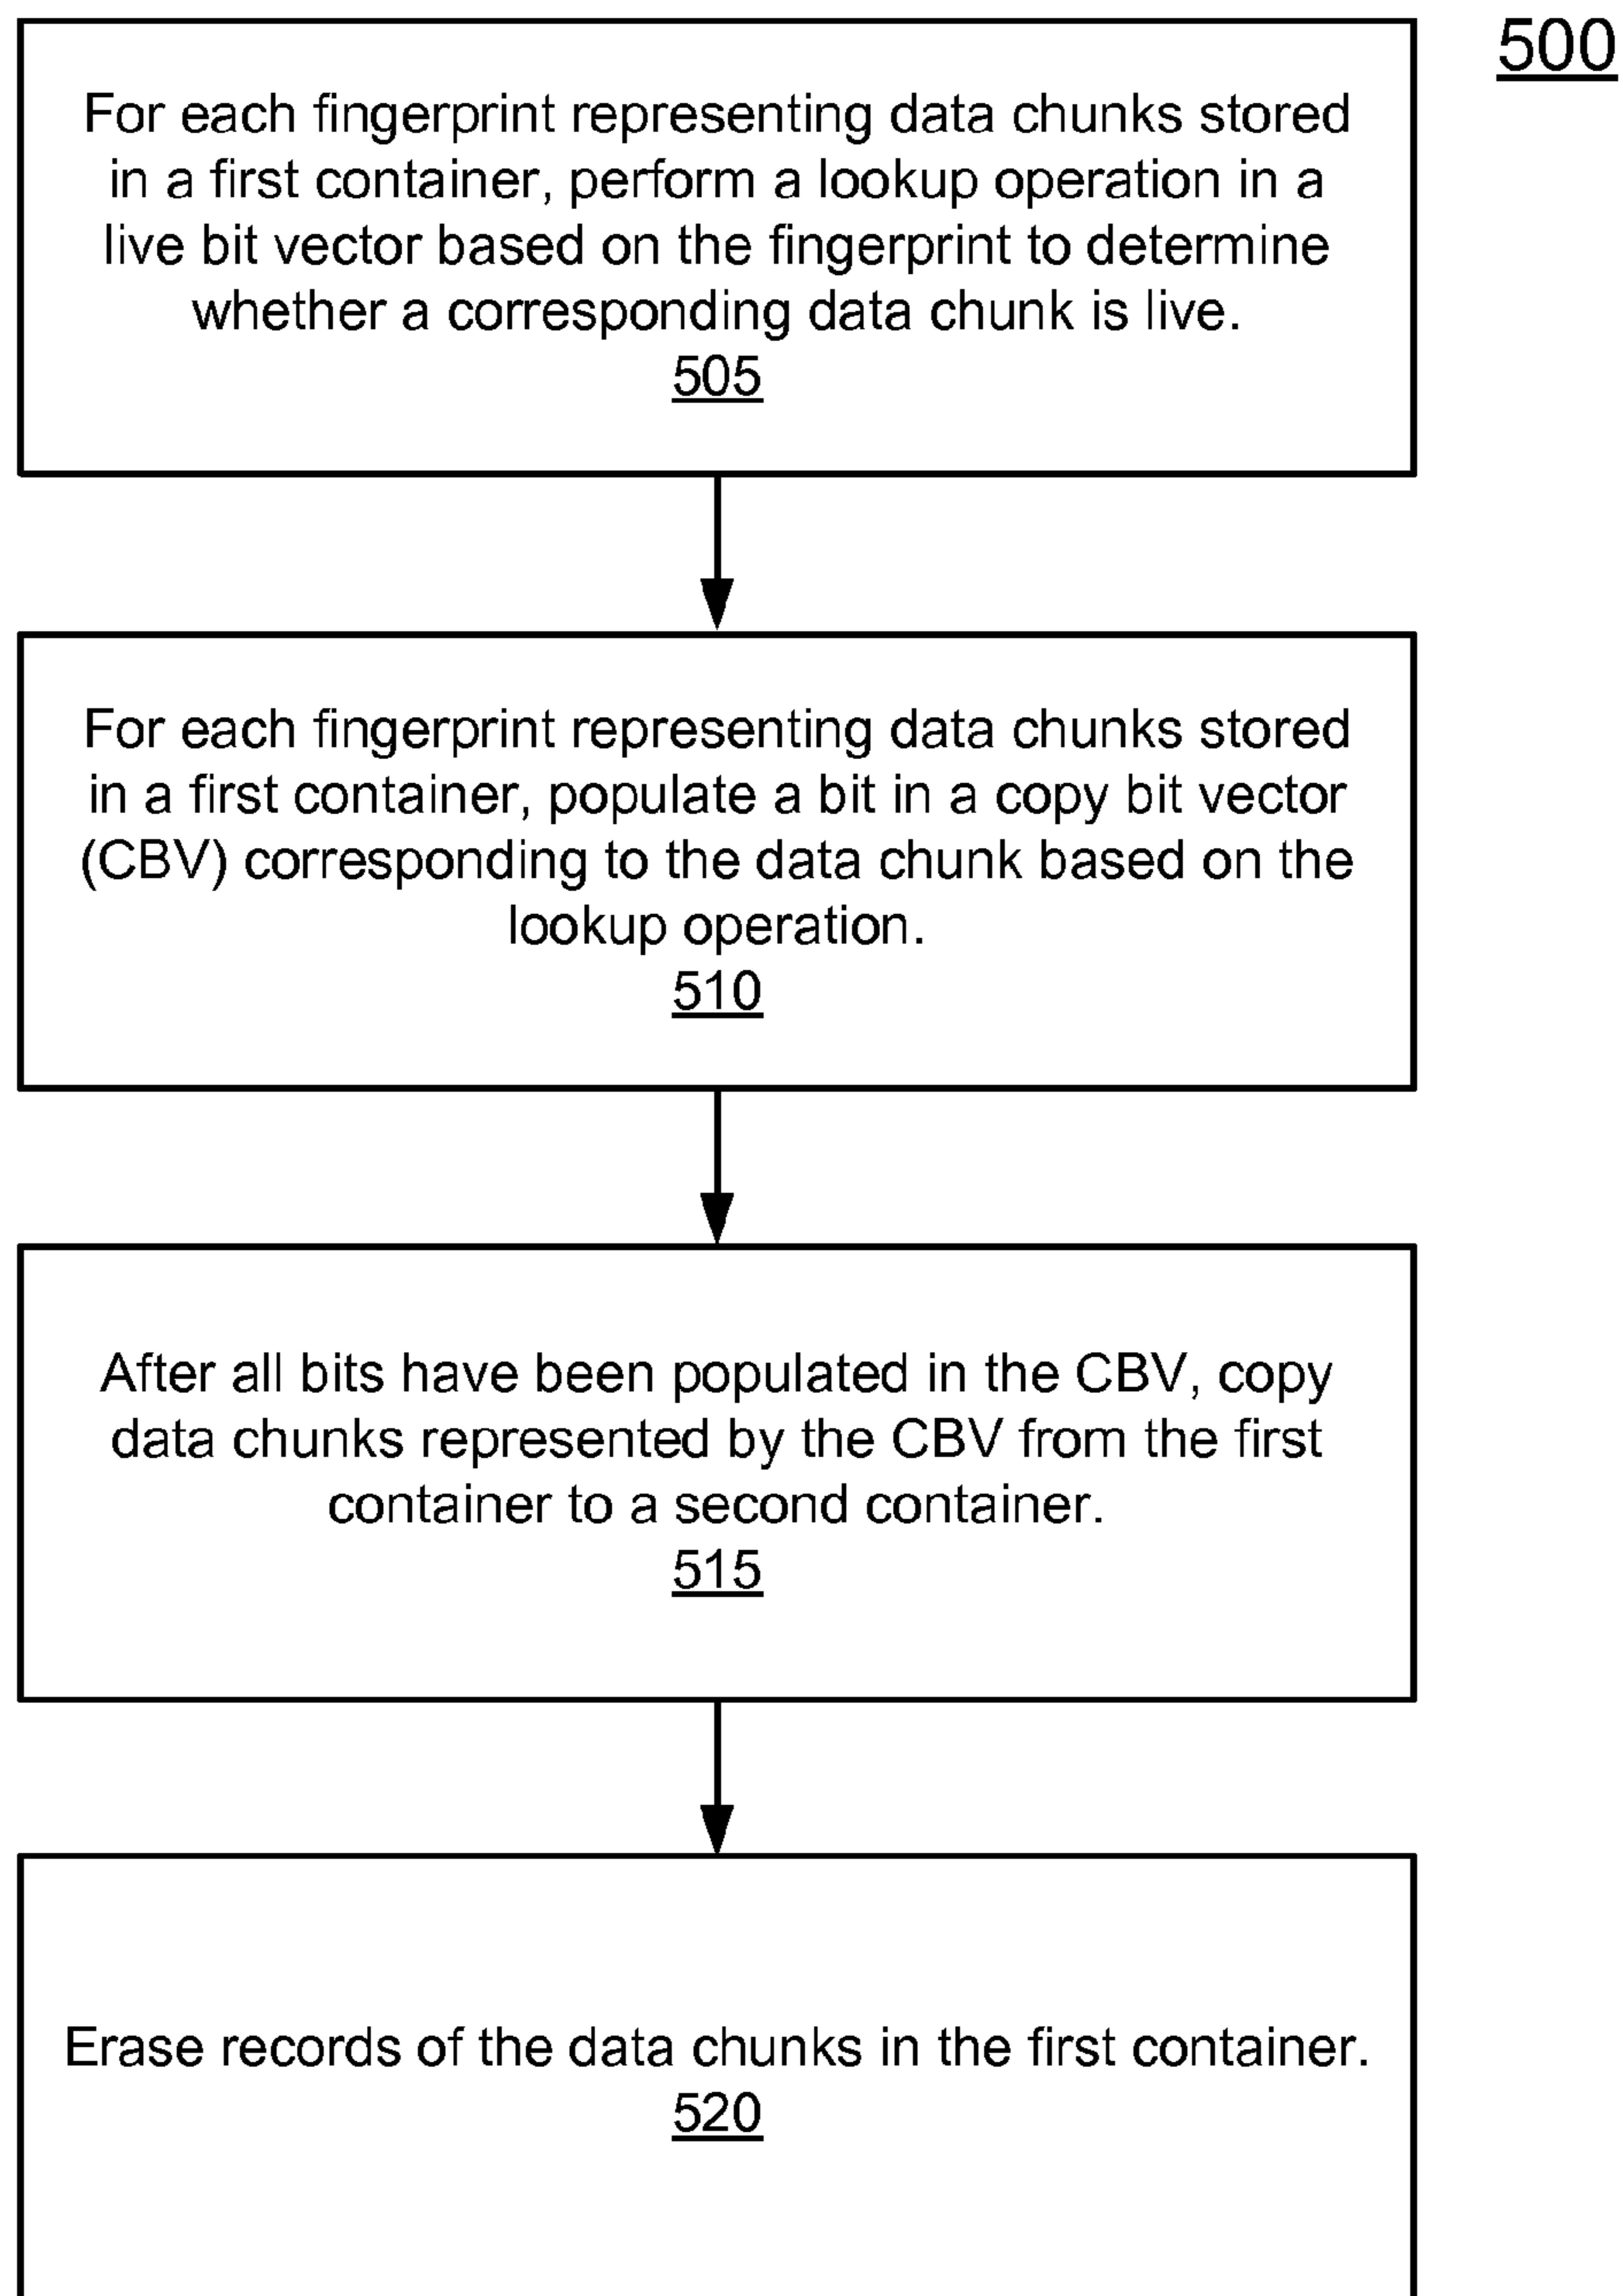 500
For each fingerprint representing data chunks stored
in a first container, perform a lookup operation in a
live bit vector based on the fingerprint to determine
whether a corresponding data chunk is live.
505
For each fingerprint representing data chunks stored
in a first container, populate a bit in a copy bit vector
(CBV) corresponding to the data chunk based on the
lookup operation.
510
After all bits have been populated in the CBV, copy
data chunks represented by the CBV from the first
container to a second container.
515
Erase records of the data chunks in the first container.
520